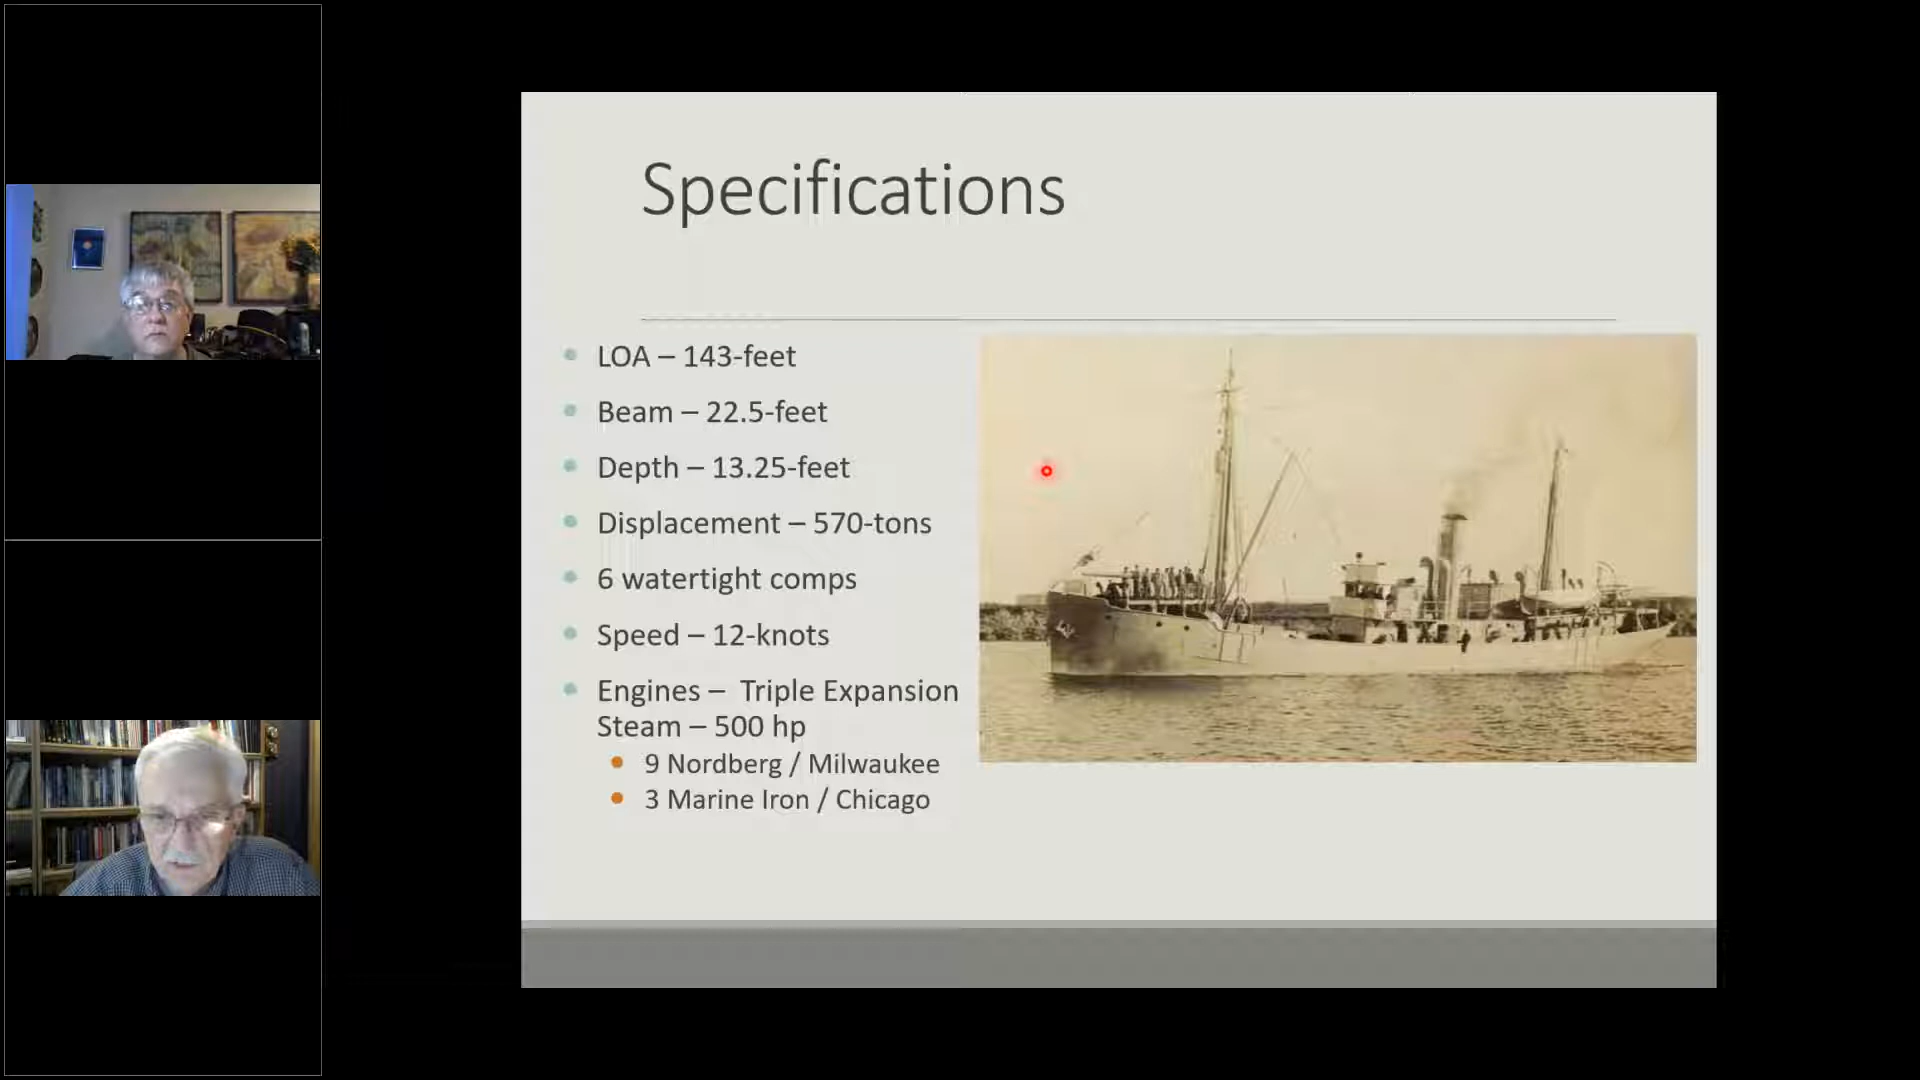 Specifications
LOA – 143-feet
Beam – 22.5-feet
Depth – 13.25-feet
Displacement – 570-tons
6 watertight comps
Speed – 12-knots
Engines – Triple Expansion
Steam – 500 hp
9 Nordberg / Milwaukee
3 Marine Iron / Chicago